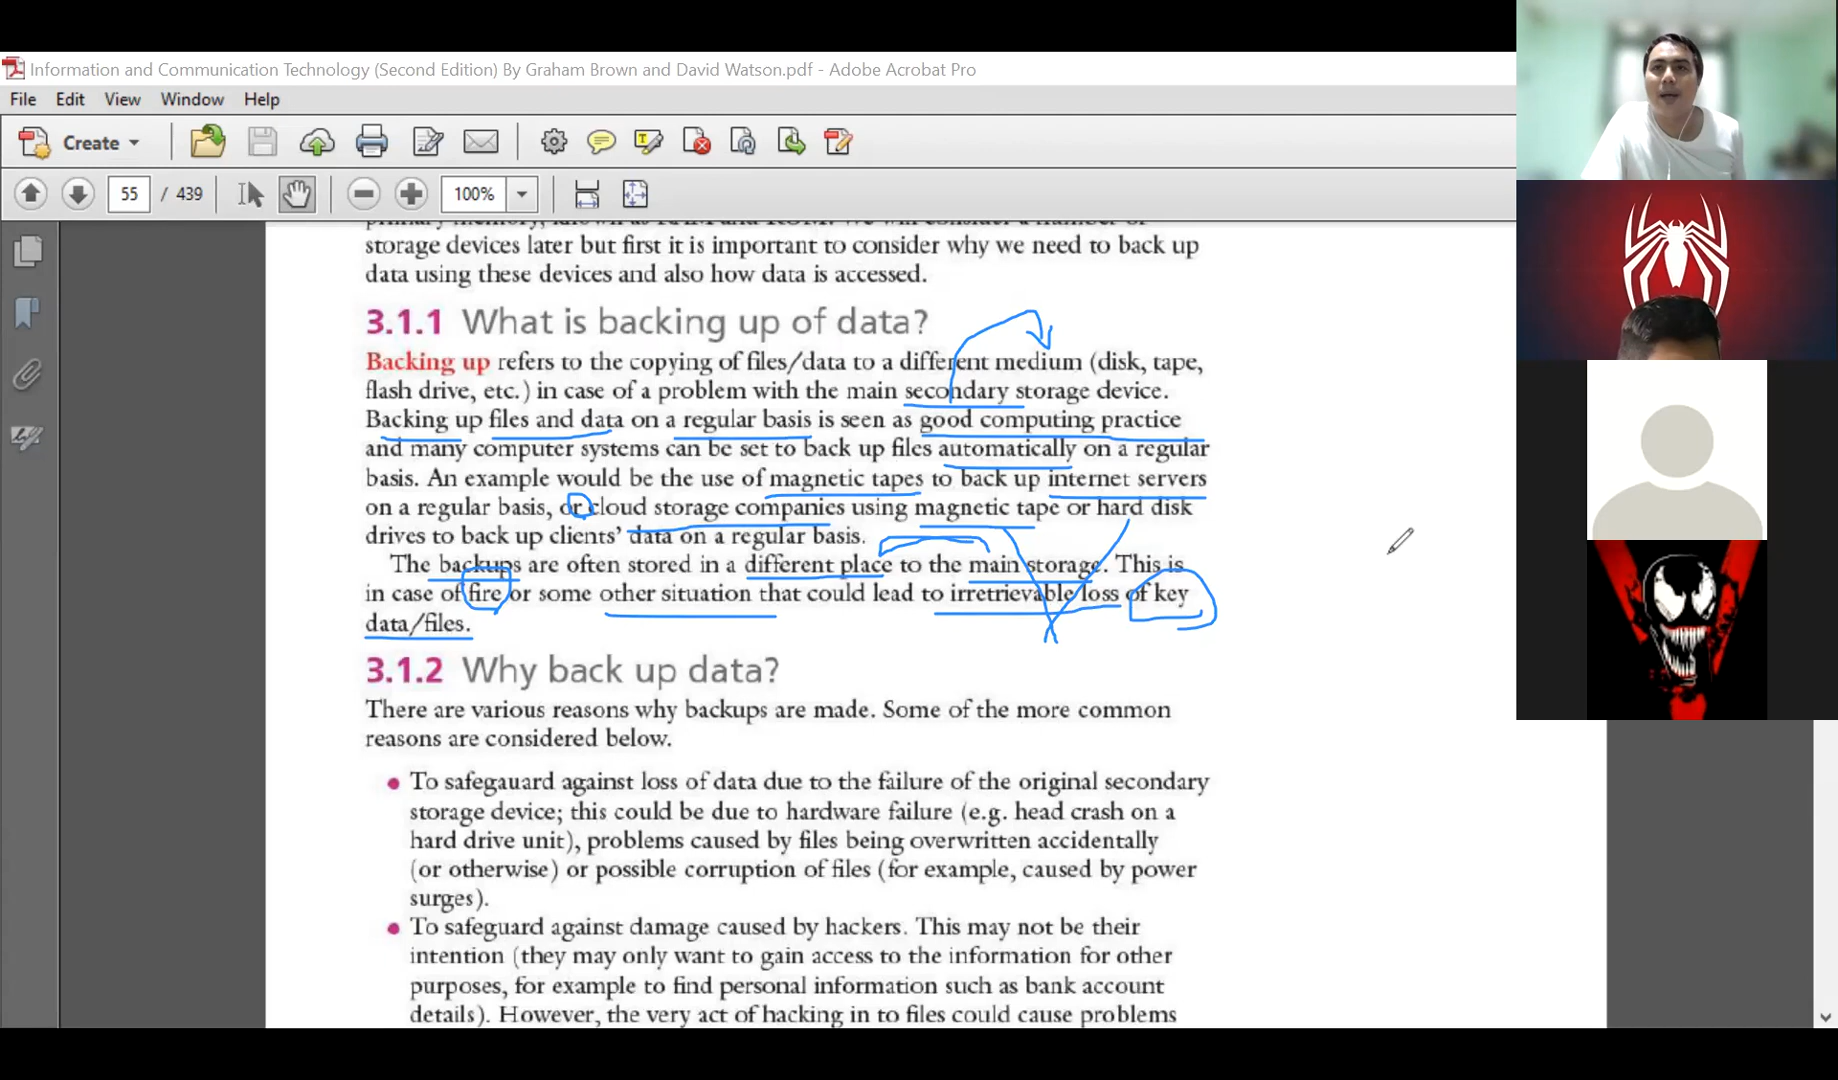 Information and Communication Technology (Second Edition) By Graham Brown and David Watson.pdf - Adobe Acrobat Pro
File Edit View Window Help
Create
55 / 439 100%
storage devices later but first it is important to consider why we need to back up
data using these devices and also how data is accessed.
3.1.1 What is backing up of data?
Backing up refers to the copying of files/data to a different medium (disk, tape,
flash drive, etc.) in case of a problem with the main secondary storage device.
Backing up files and data on a regular basis is seen as good computing practice
and many computer systems can be set to back up files automatically on a regular
basis. An example would be the use of magnetic tapes to back up internet servers
on a regular basis, or cloud storage companies using magnetic tape or hard disk
drives to back up clients’ data on a regular basis.
The backups are often stored in a different place to the main storage. This is
in case of fire or some other situation that could lead to irretrievable loss of key
data/files.
3.1.2 Why back up data?
There are various reasons why backups are made. Some of the more common
reasons are considered below.
• To safegauard against loss of data due to the failure of the original secondary
storage device; this could be due to hardware failure (e.g. head crash on a
hard drive unit), problems caused by files being overwritten accidentally
(or otherwise) or possible corruption of files (for example, caused by power
surges).
• To safeguard against damage caused by hackers. This may not be their
intention (they may only want to gain access to the information for other
purposes, for example to find personal information such as bank account
details). However, the very act of hacking in to files could cause problems